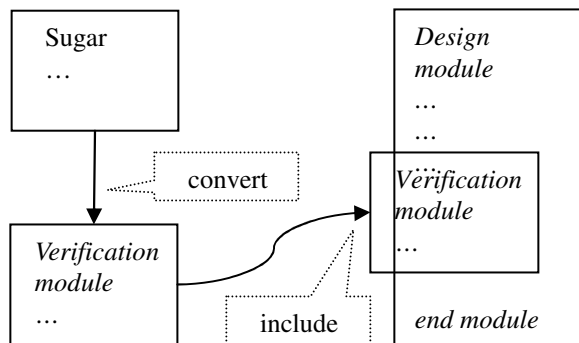 Sugar
…
convert
Verification
module
…
include
Design
module
…
…
…
Verification
module
…
end module